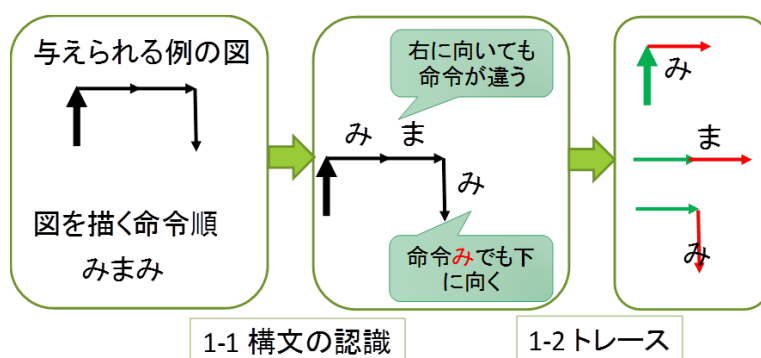 与えられる例の図
図を描く命令順
みまみ
右に向いても
命令が違う
み
ま
み
命令みでも下
に向く
み
ま
み
1-1 構文の認識
1-2 トレース